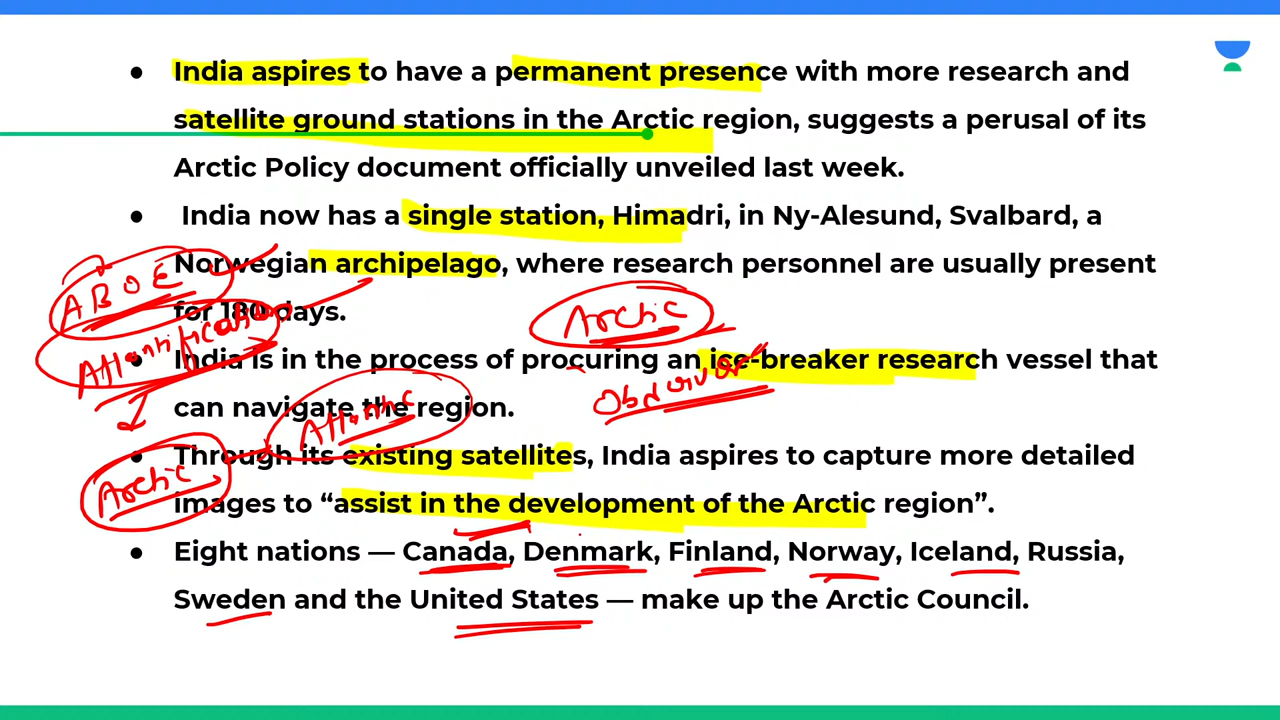 ● India aspires to have a permanent presence with more research and
satellite ground stations in the Arctic region, suggests a perusal of its
Arctic Policy document officially unveiled last week.
● India now has a single station, Himadri, in Ny-Alesund, Svalbard, a
Norwegian archipelago, where research personnel are usually present
ABOE
for 180 days.
Arctic
Atlantification
● India is in the process of procuring an ice-breaker research vessel that
Observer
can navigate the region.
Atlantic
● Through its existing satellites, India aspires to capture more detailed
Arctic
images to “assist in the development of the Arctic region”.
● Eight nations — Canada, Denmark, Finland, Norway, Iceland, Russia,
Sweden and the United States — make up the Arctic Council.